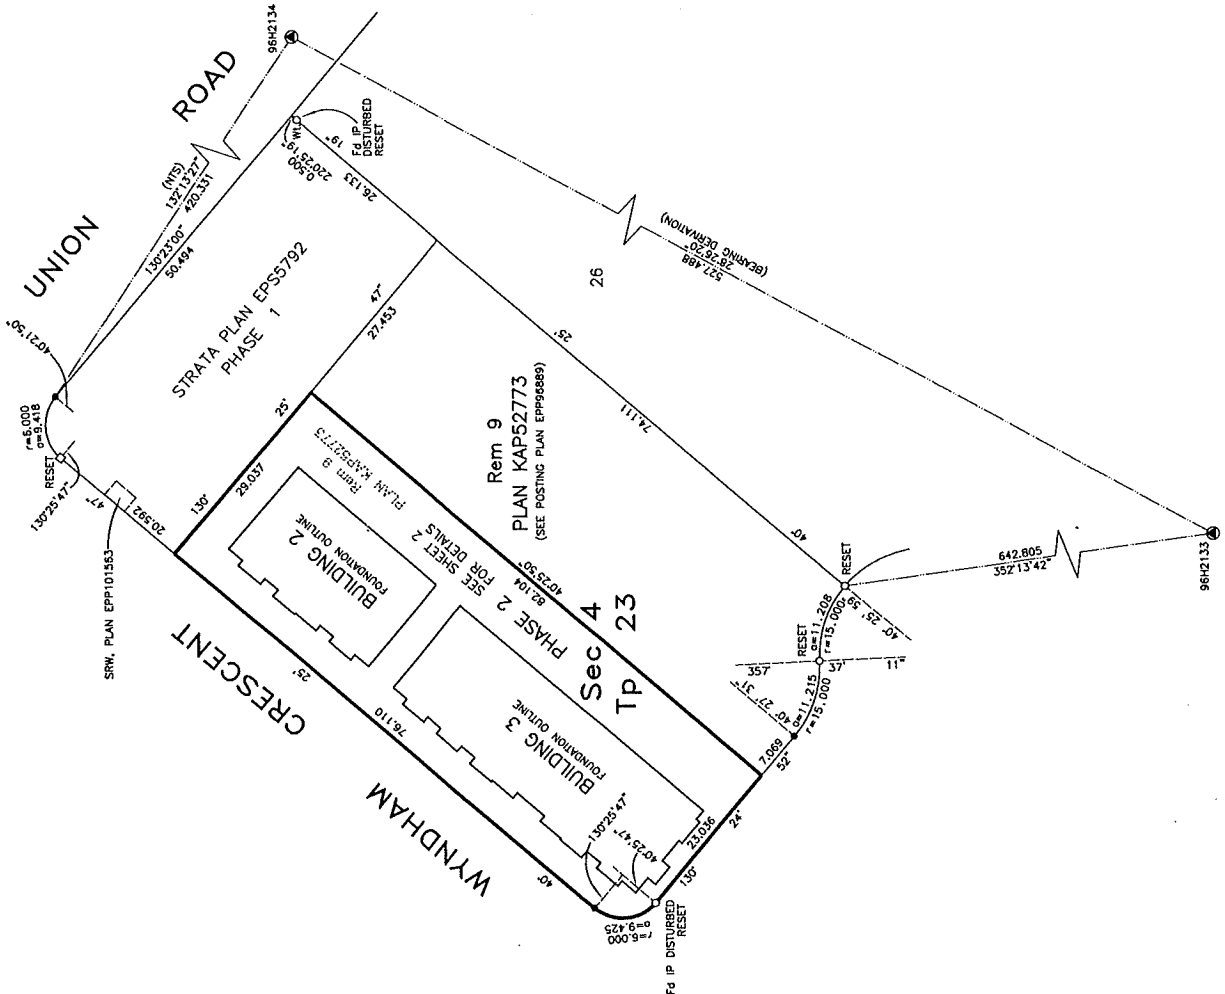 96H2134
ROAD
UNION
(NTS)
132°13'27"
420.331
130°23'00"
50.494
0.500
220°25'19"
Wt.
19"
Fd IP
DISTURBED
RESET
26.133
40°21'50"
r=6.000
a=9.418
RESET
130°25'47"
47"
20.592
SRW, PLAN EPP101563
STRATA PLAN EPS5792
PHASE 1
47"
27.453
25'
29.037
130°
26
527.488
28°26'20"
(BEARING DERIVATION)
25'
74.111
40°
Rem 9
PLAN KAP52773
(SEE POSTING PLAN EPP96889)
Rem 9
PLAN KAP52773
BUILDING 2
FOUNDATION OUTLINE
SEE SHEET 2
FOR DETAILS
PHASE 2
40°25'50"
82.104
Sec 4
Tp 23
BUILDING 3
FOUNDATION OUTLINE
CRESCENT
WYNDHAM
25'
76.110
40°
130°25'47"
40°25'47"
r=6.000
a=9.425
Fd IP DISTURBED
RESET
130°
23.036
24'
7.069
52"
40° 27' 31"
a=11.215
r=15.000
357°
37'
11"
RESET
a=11.208
r=15.000
40° 25' 59"
RESET
642.805
352°13'42"
96H2133